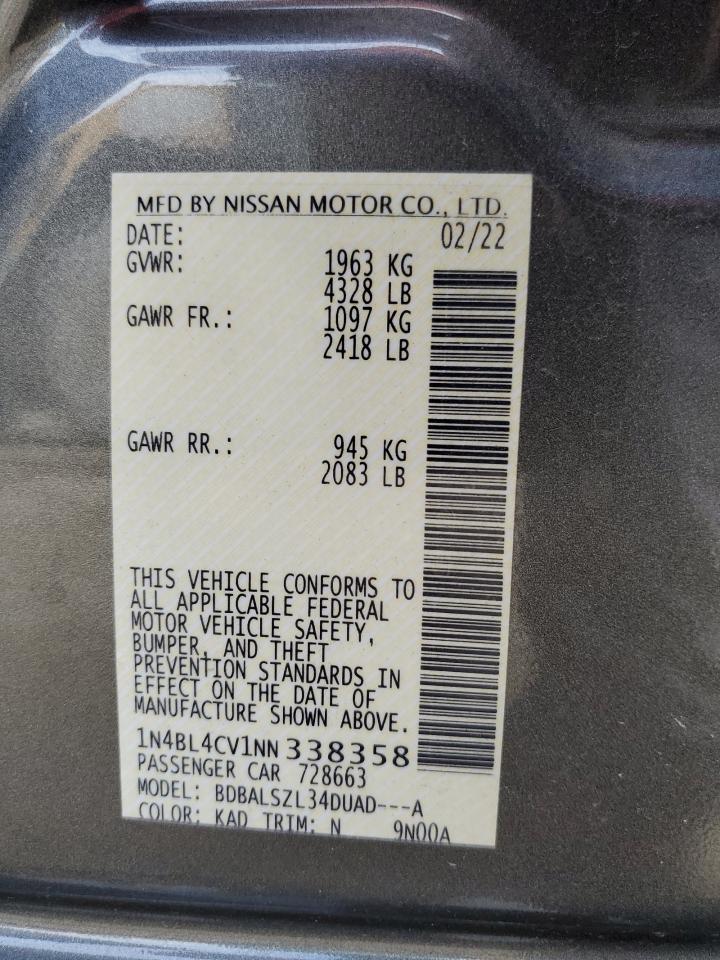 MFD BY NISSAN MOTOR CO., LTD.
DATE: 02/22
GVWR: 1963 KG
4328 LB
GAWR FR.: 1097 KG
2418 LB
GAWR RR.: 945 KG
2083 LB
THIS VEHICLE CONFORMS TO
ALL APPLICABLE FEDERAL
MOTOR VEHICLE SAFETY,
BUMPER, AND THEFT
PREVENTION STANDARDS IN
EFFECT ON THE DATE OF
MANUFACTURE SHOWN ABOVE.
1N4BL4CV1NN 338358
PASSENGER CAR 728663
MODEL: BDBALSZL34DUAD---A
COLOR: KAD TRIM: N 9N00A